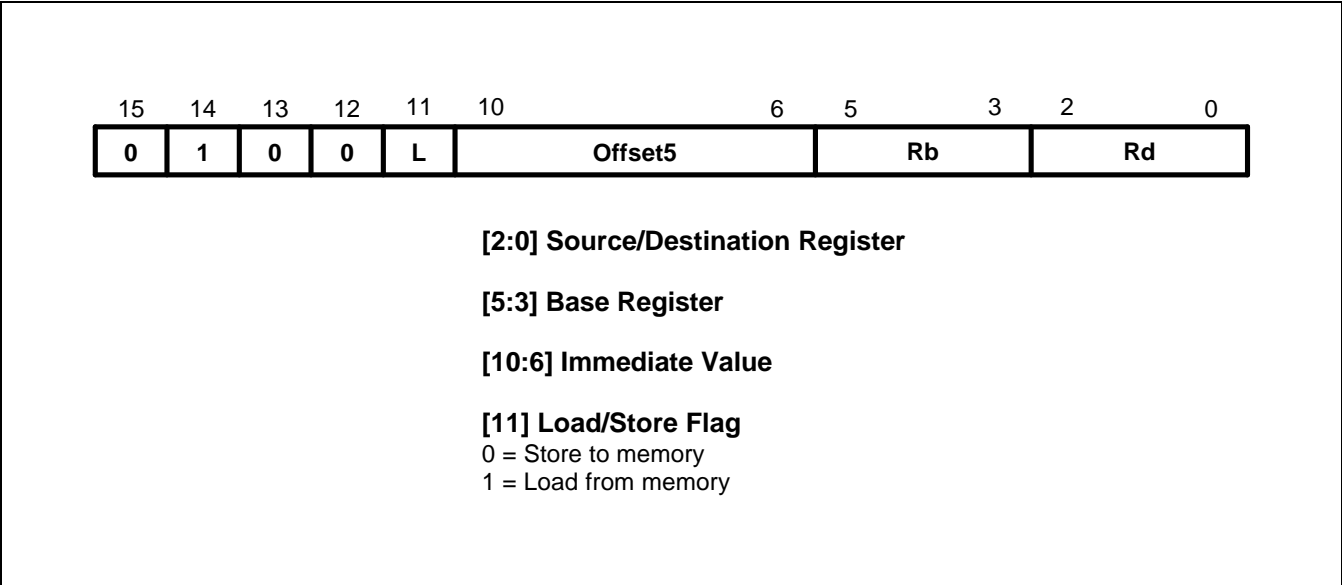 15 14 13 12 11 10 6 5 3 2 0
0 1 0 0 L Offset5 Rb Rd
[2:0] Source/Destination Register
[5:3] Base Register
[10:6] Immediate Value
[11] Load/Store Flag
0 = Store to memory
1 = Load from memory